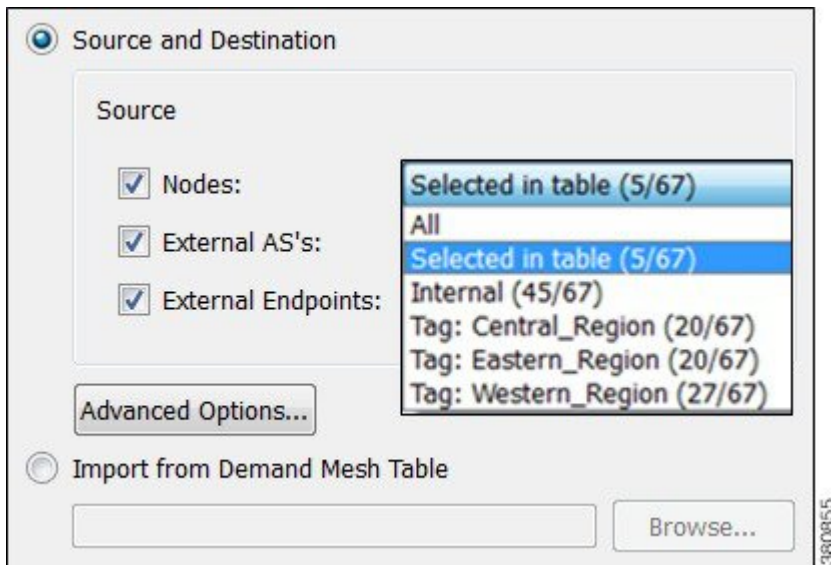 Source and Destination
Source
Nodes:
Selected in table (5/67)
All
Selected in table (5/67)
Internal (45/67)
Tag: Central_Region (20/67)
Tag: Eastern_Region (20/67)
Tag: Western_Region (27/67)
External AS's:
External Endpoints:
Advanced Options...
Import from Demand Mesh Table
Browse...
380855